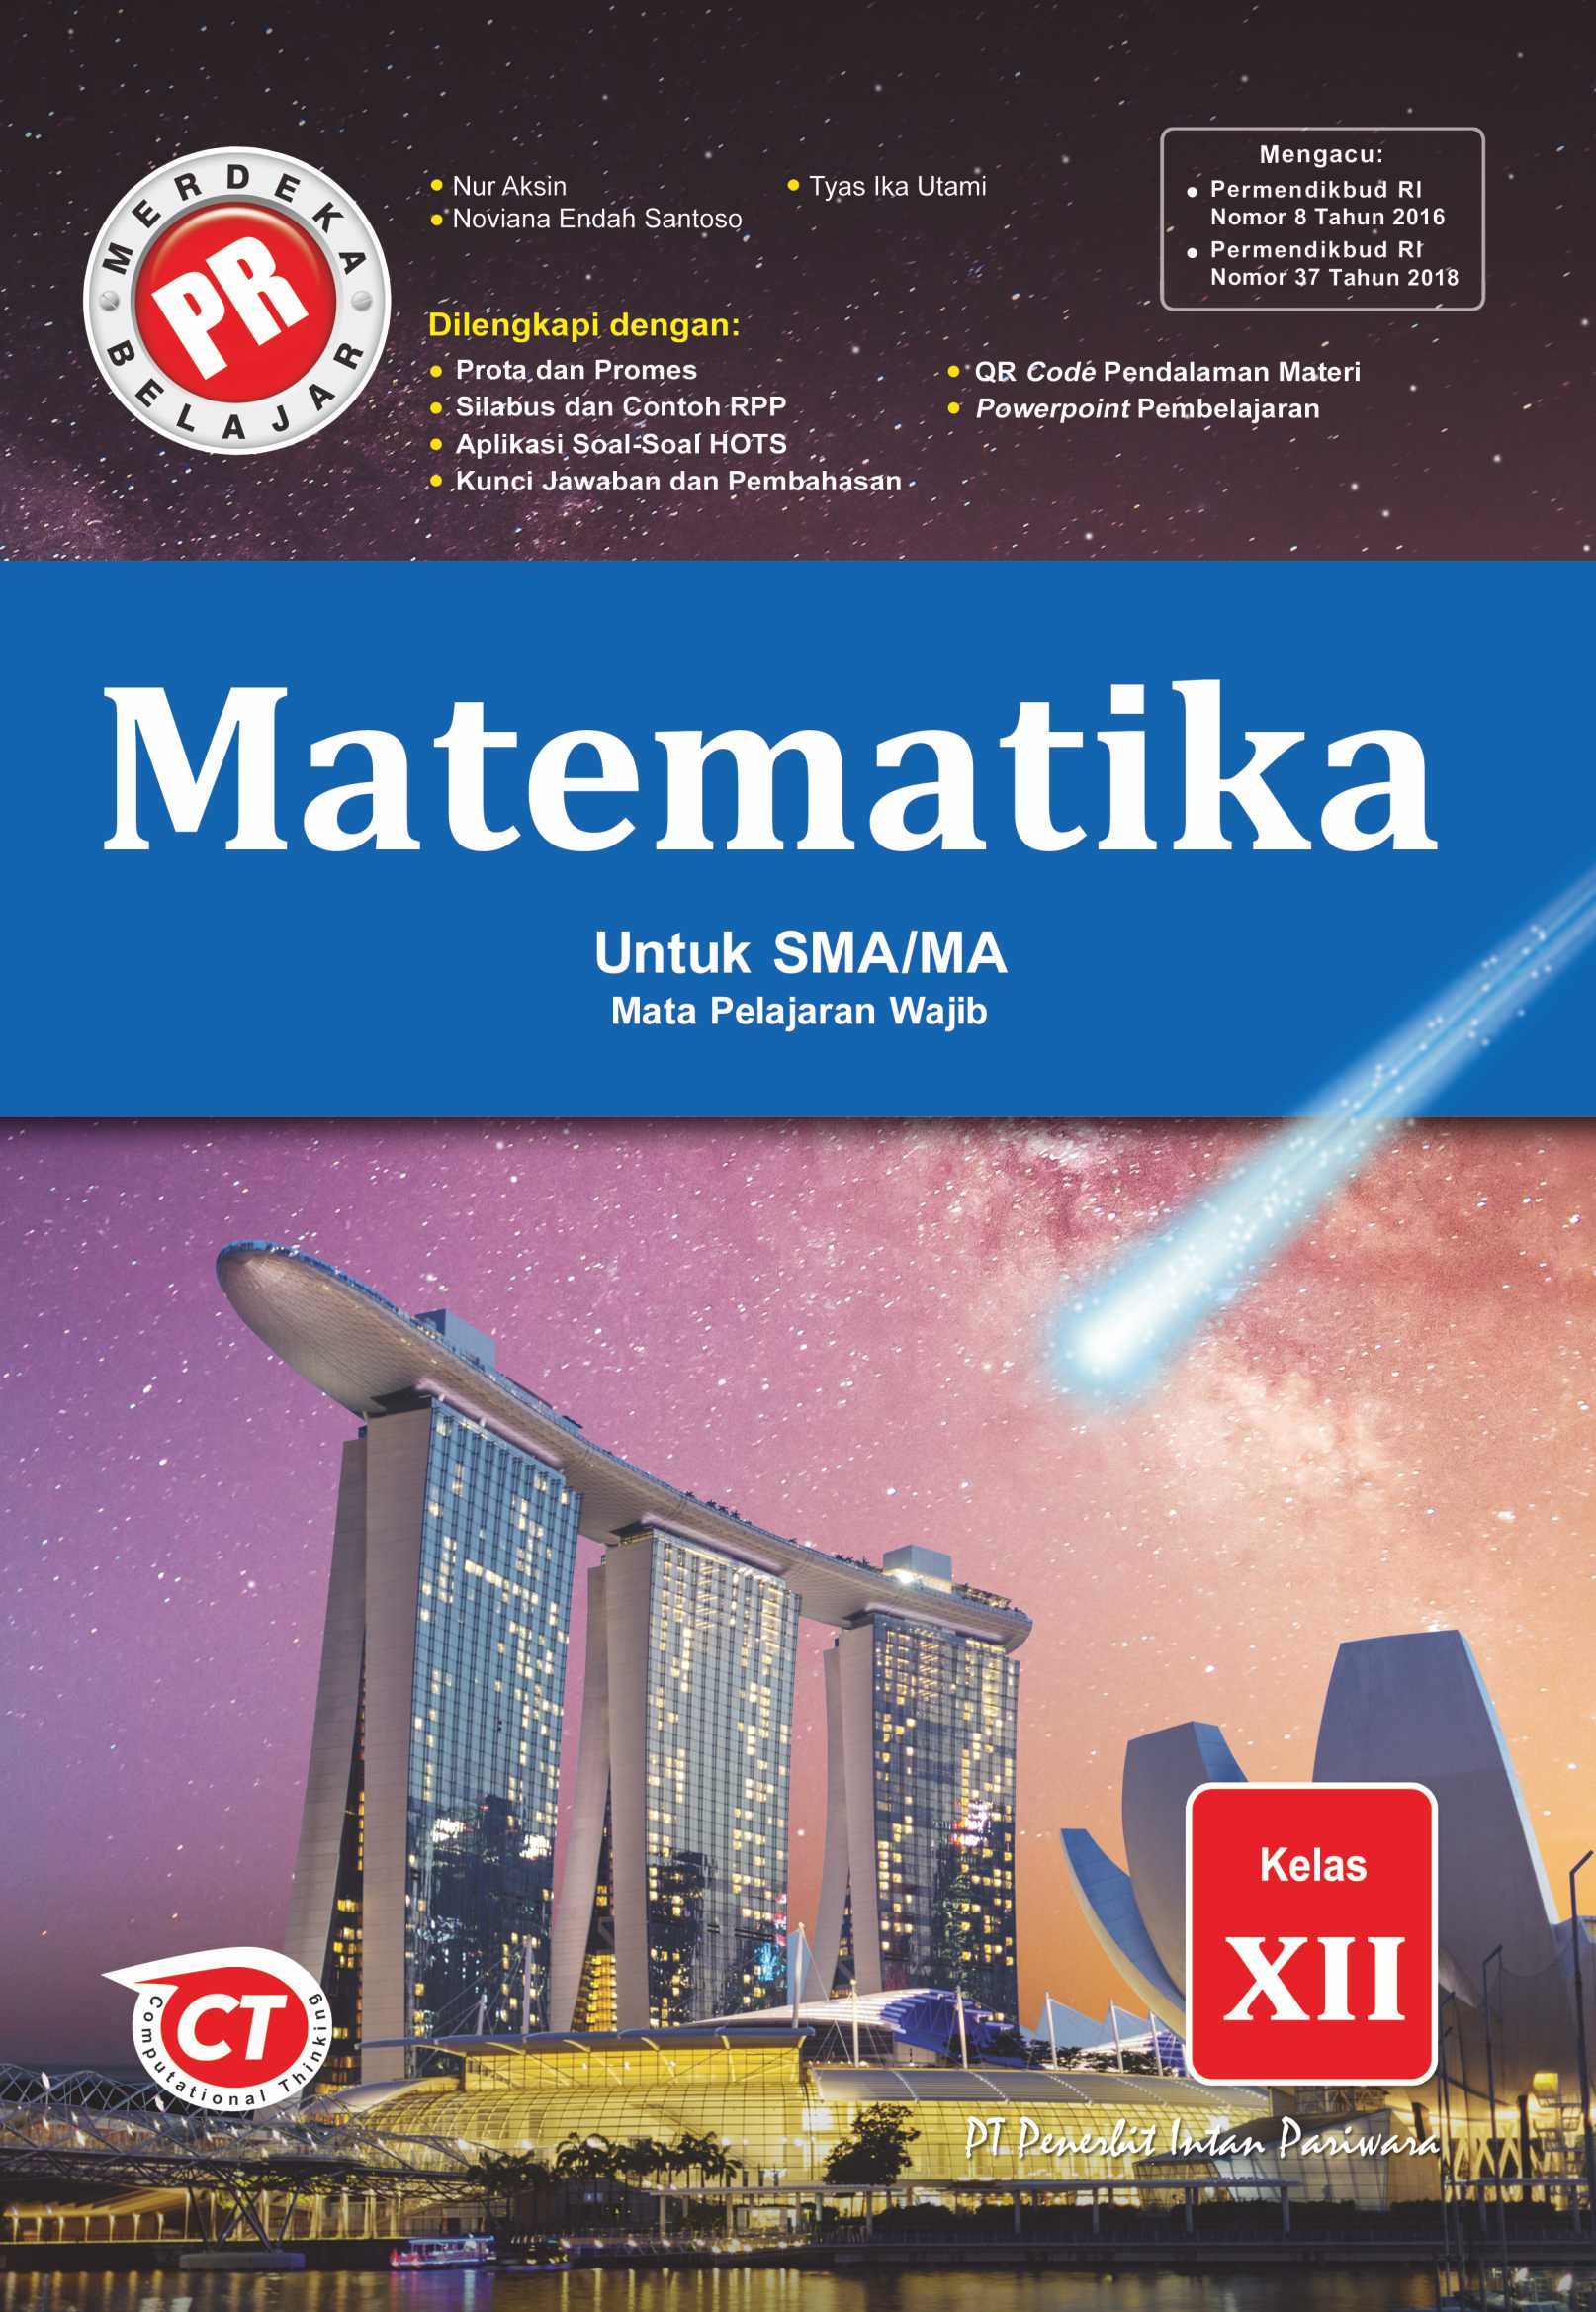 MERDEKA
PR
BELAJAR
• Nur Aksin
• Noviana Endah Santoso
• Tyas Ika Utami
Mengacu:
• Permendikbud RI
Nomor 8 Tahun 2016
• Permendikbud RI
Nomor 37 Tahun 2018
Dilengkapi dengan:
• Prota dan Promes
• Silabus dan Contoh RPP
• Aplikasi Soal-Soal HOTS
• Kunci Jawaban dan Pembahasan
• QR Code Pendalaman Materi
• Powerpoint Pembelajaran
Matematika
Untuk SMA/MA
Mata Pelajaran Wajib
Kelas
XII
CT
Computational Thinking
PT Penerbit Intan Pariwara